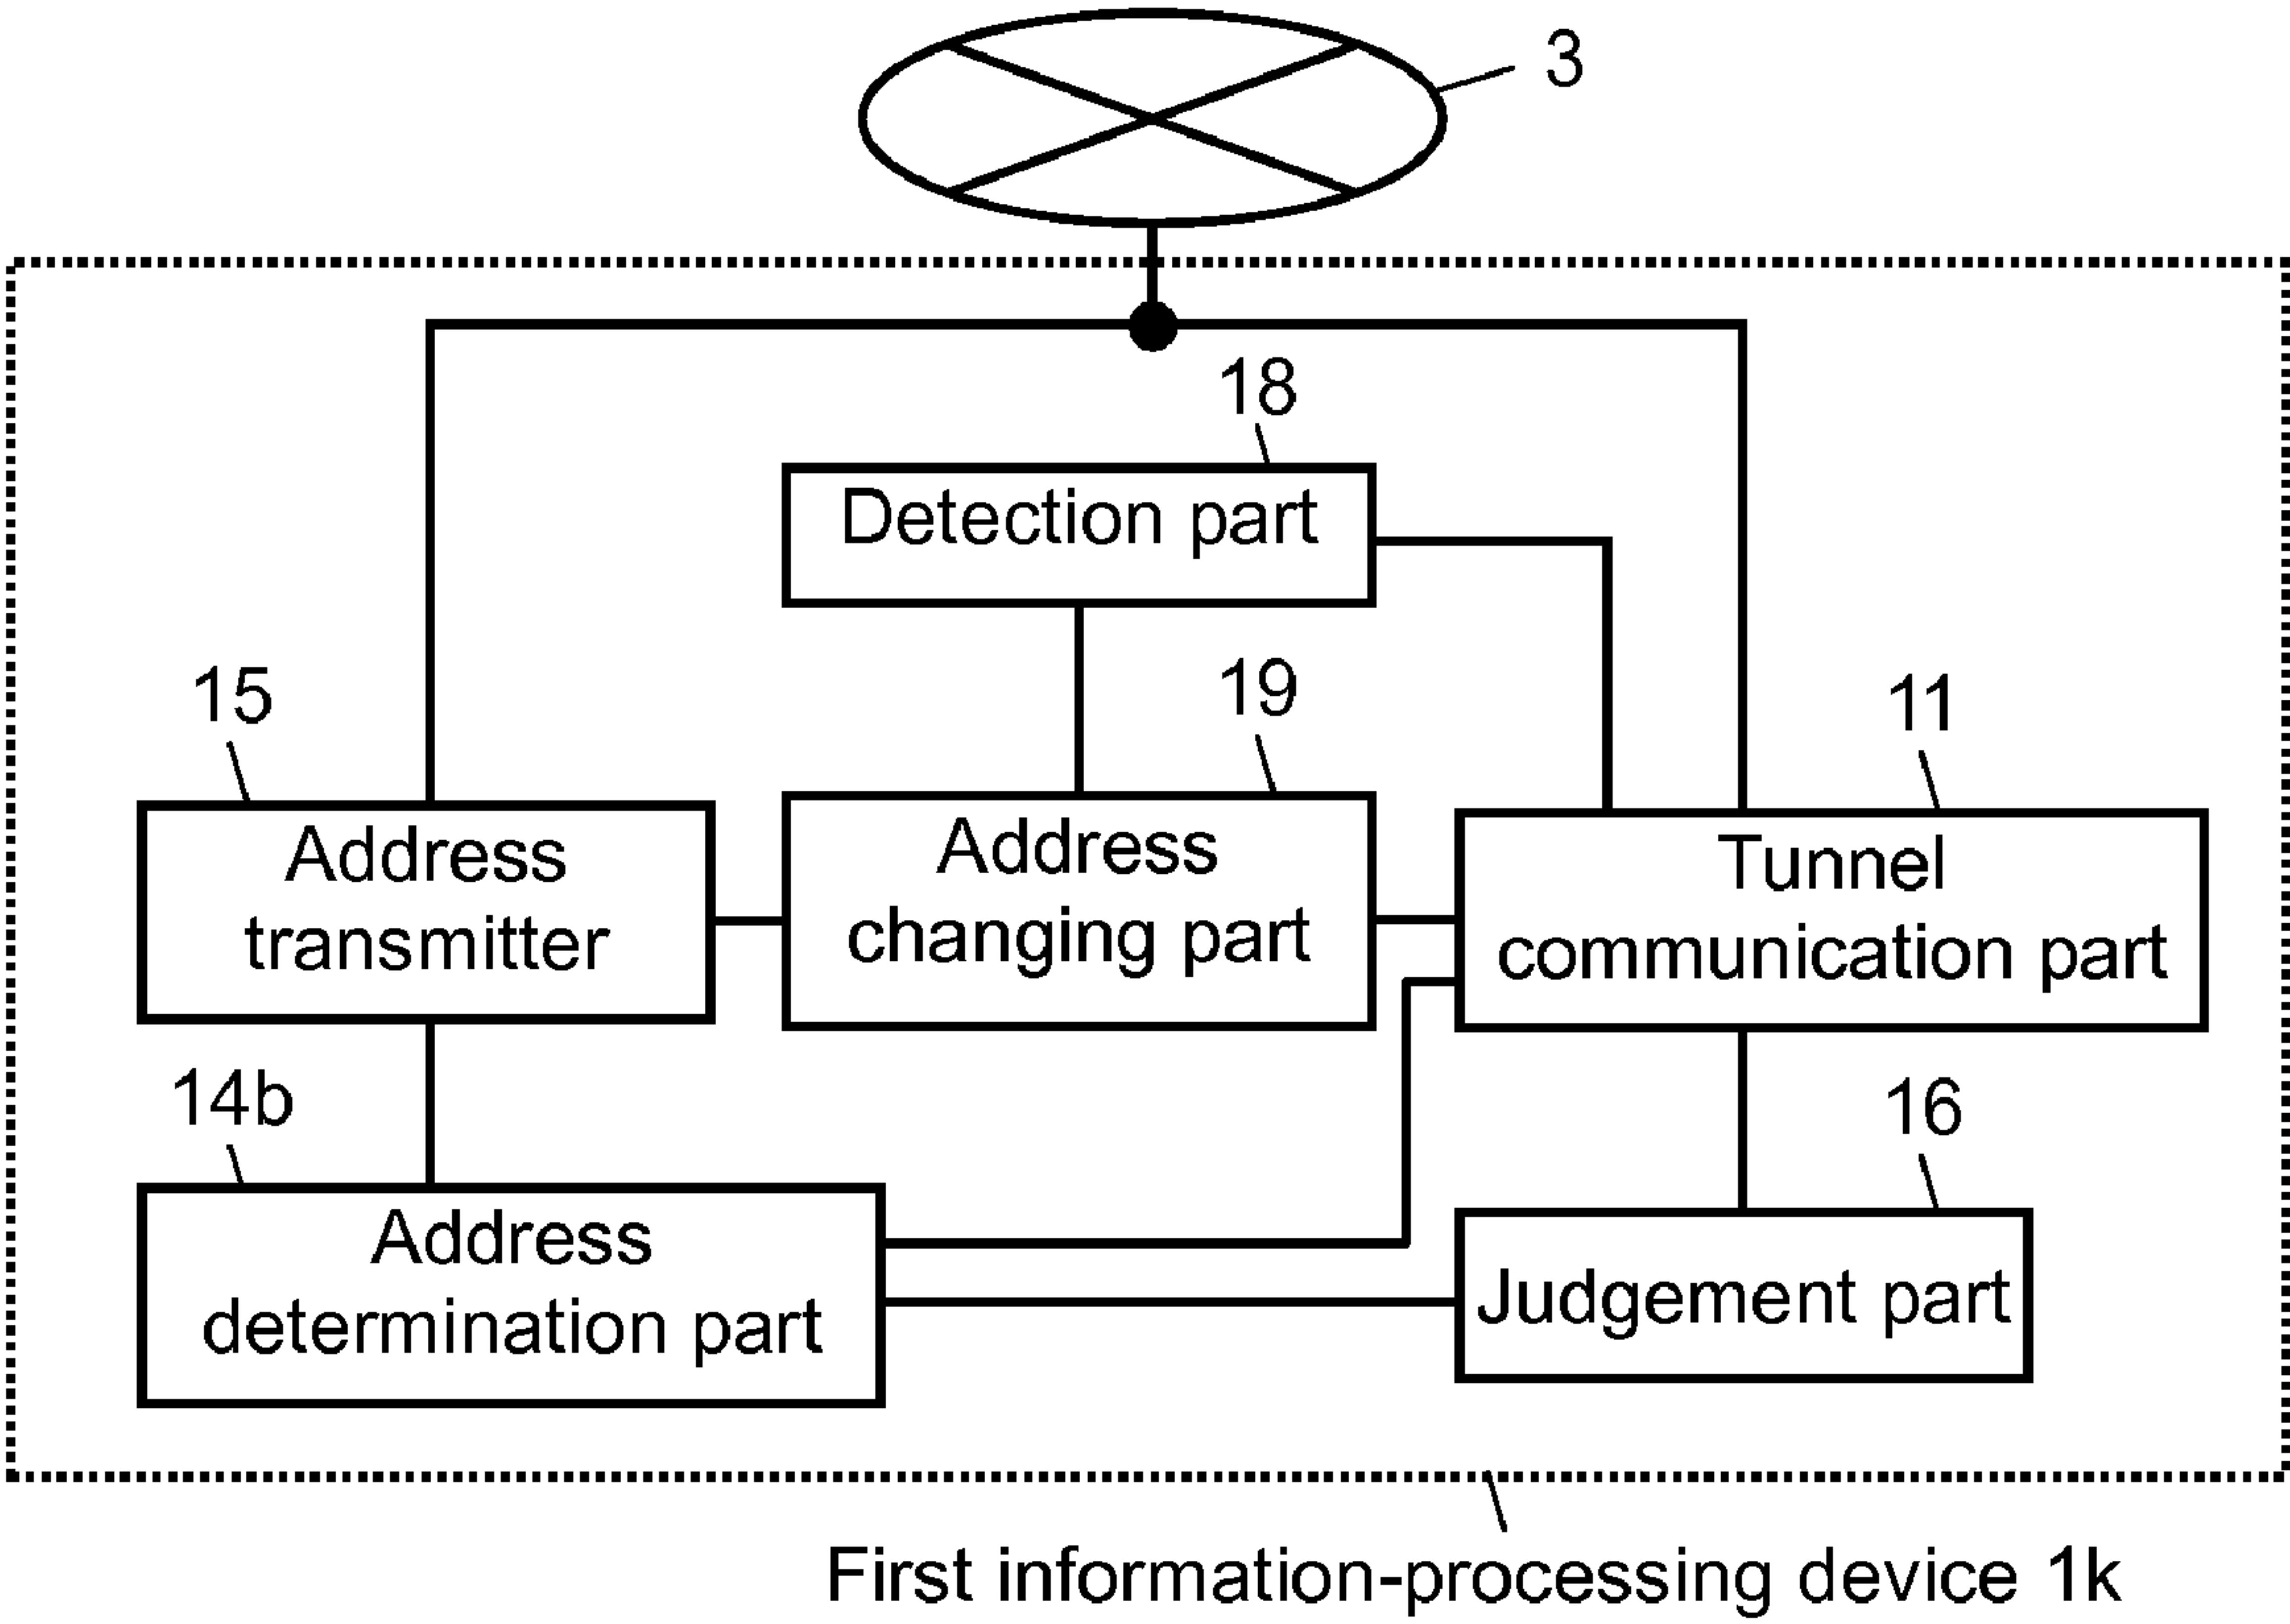 3
18
Detection part
15
19
11
Address
transmitter
Address
changing part
Tunnel
communication part
14b
16
Address
determination part
Judgement part
First information-processing device 1k